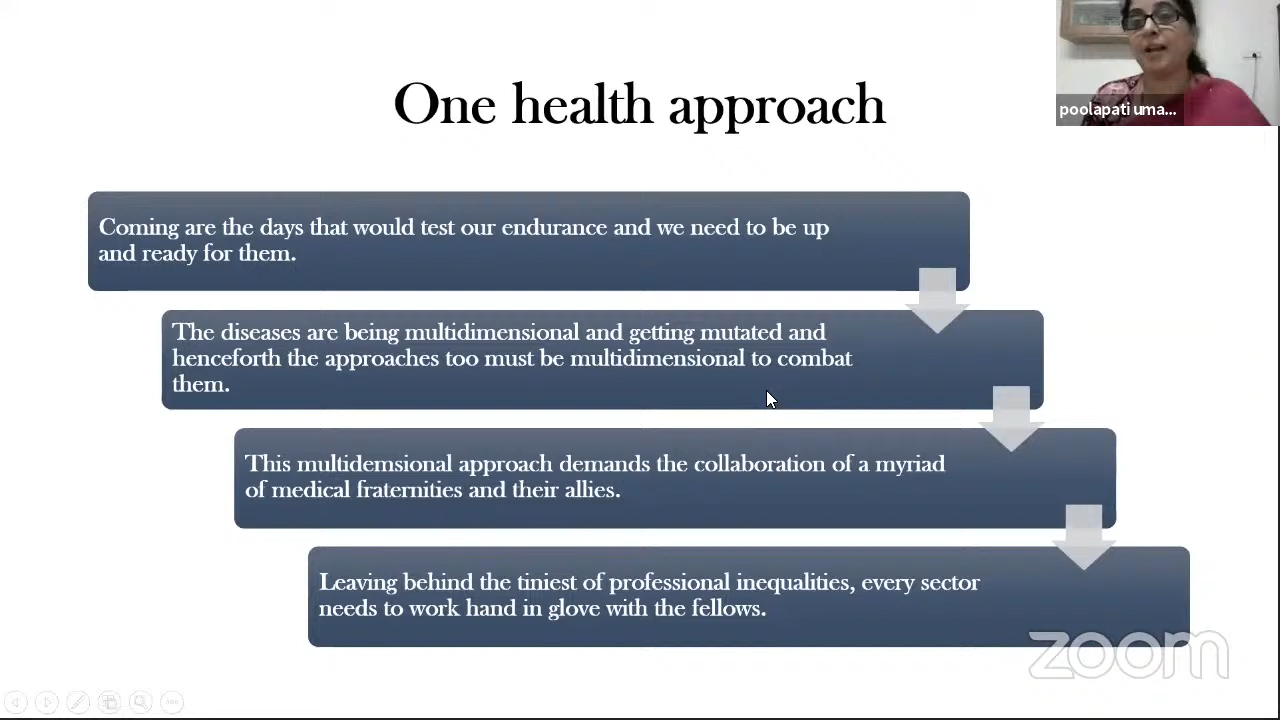 One health approach
poolapati uma...
Coming are the days that would test our endurance and we need to be up
and ready for them.
The diseases are being multidimensional and getting mutated and
henceforth the approaches too must be multidimensional to combat
them.
This multidemsional approach demands the collaboration of a myriad
of medical fraternities and their allies.
Leaving behind the tiniest of professional inequalities, every sector
needs to work hand in glove with the fellows.
zoom